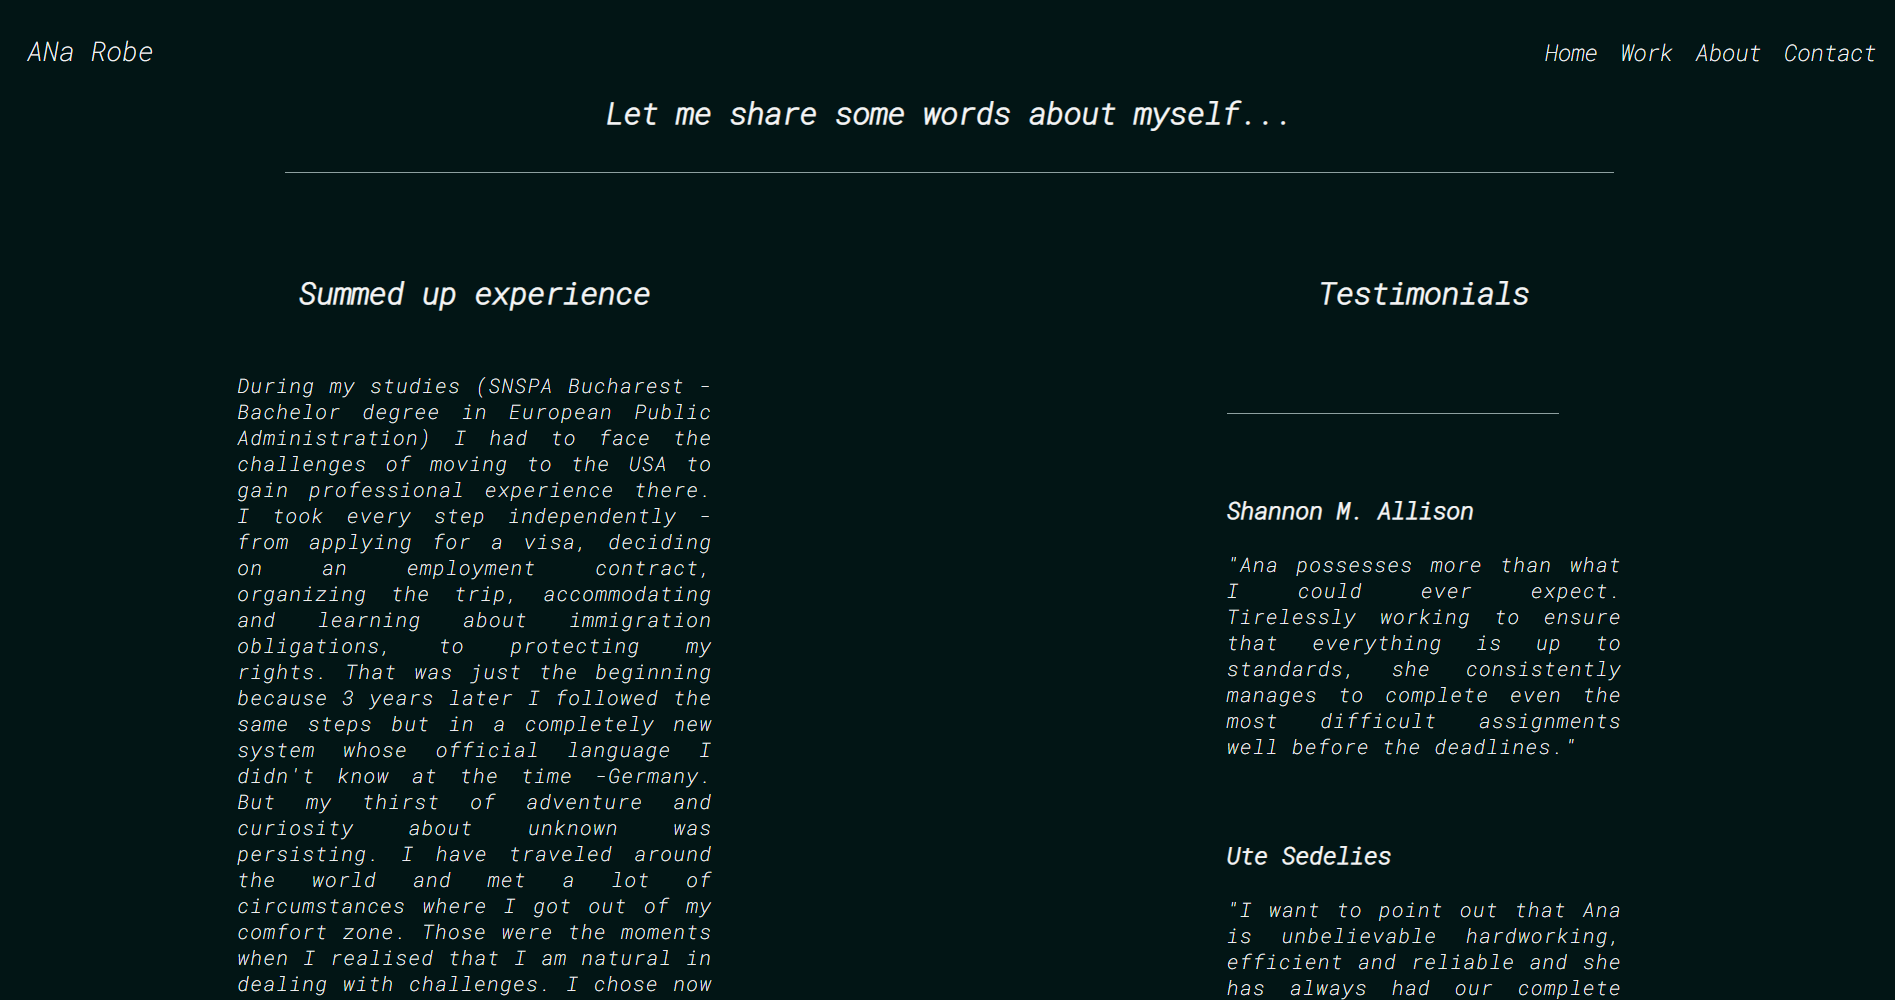 ANa Robe
Home Work About Contact
Let me share some words about myself...
Summed up experience
During my studies (SNSPA Bucharest -
Bachelor degree in European Public
Administration) I had to face the
challenges of moving to the USA to
gain professional experience there.
I took every step independently -
from applying for a visa, deciding
on an employment contract,
organizing the trip, accommodating
and learning about immigration
obligations, to protecting my
rights. That was just the beginning
because 3 years later I followed the
same steps but in a completely new
system whose official language I
didn't know at the time -Germany.
But my thirst of adventure and
curiosity about unknown was
persisting. I have traveled around
the world and met a lot of
circumstances where I got out of my
comfort zone. Those were the moments
when I realised that I am natural in
dealing with challenges. I chose now
Testimonials
Shannon M. Allison
"Ana possesses more than what
I could ever expect.
Tirelessly working to ensure
that everything is up to
standards, she consistently
manages to complete even the
most difficult assignments
well before the deadlines."
Ute Sedelies
"I want to point out that Ana
is unbelievable hardworking,
efficient and reliable and she
has always had our complete